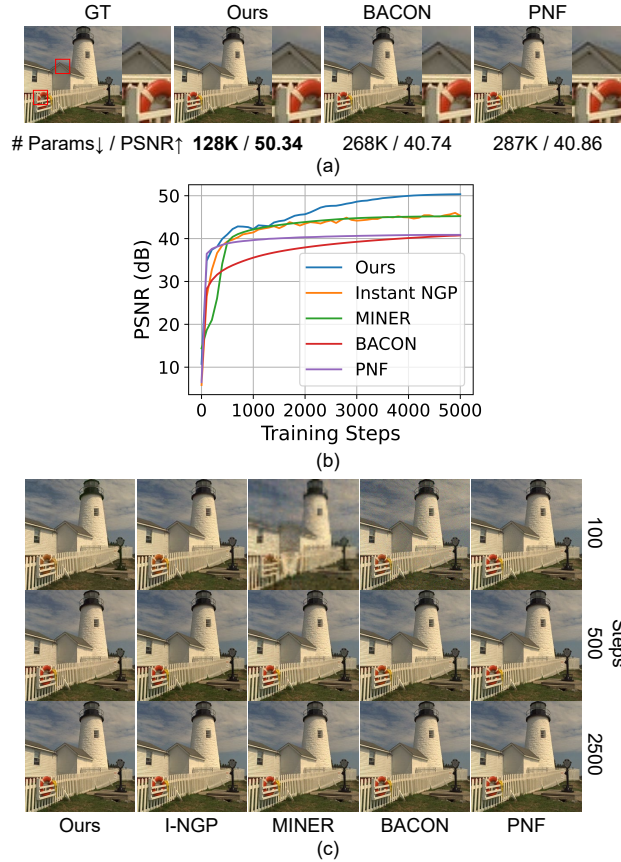 GT Ours BACON PNF
# Params↓ / PSNR↑ 128K / 50.34 268K / 40.74 287K / 40.86
(a)
50
40
30
20
10
PSNR (dB)
Ours
Instant NGP
MINER
BACON
PNF
0 1000 2000 3000 4000 5000
Training Steps
(b)
100
500
2500
Steps
Ours I-NGP MINER BACON PNF
(c)